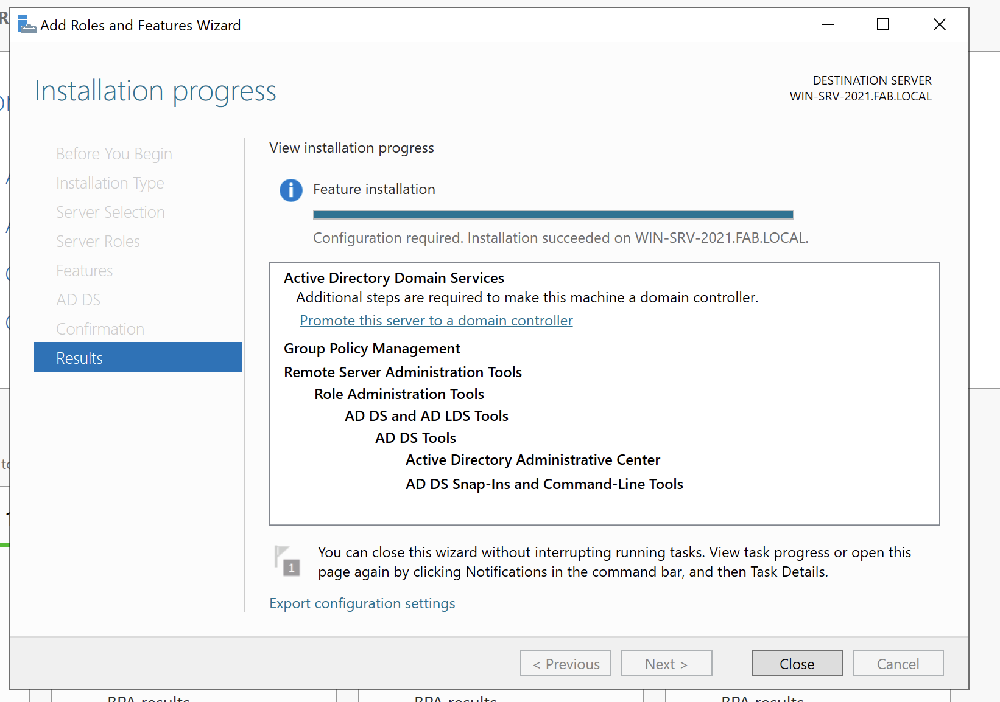 Add Roles and Features Wizard
Installation progress
DESTINATION SERVER
WIN-SRV-2021.FAB.LOCAL
Before You Begin
Installation Type
Server Selection
Server Roles
Features
AD DS
Confirmation
Results
View installation progress
Feature installation
Configuration required. Installation succeeded on WIN-SRV-2021.FAB.LOCAL.
Active Directory Domain Services
Additional steps are required to make this machine a domain controller.
Promote this server to a domain controller
Group Policy Management
Remote Server Administration Tools
Role Administration Tools
AD DS and AD LDS Tools
AD DS Tools
Active Directory Administrative Center
AD DS Snap-Ins and Command-Line Tools
1
You can close this wizard without interrupting running tasks. View task progress or open this
page again by clicking Notifications in the command bar, and then Task Details.
Export configuration settings
< Previous
Next >
Close
Cancel
BPA results
BPA results
BPA results